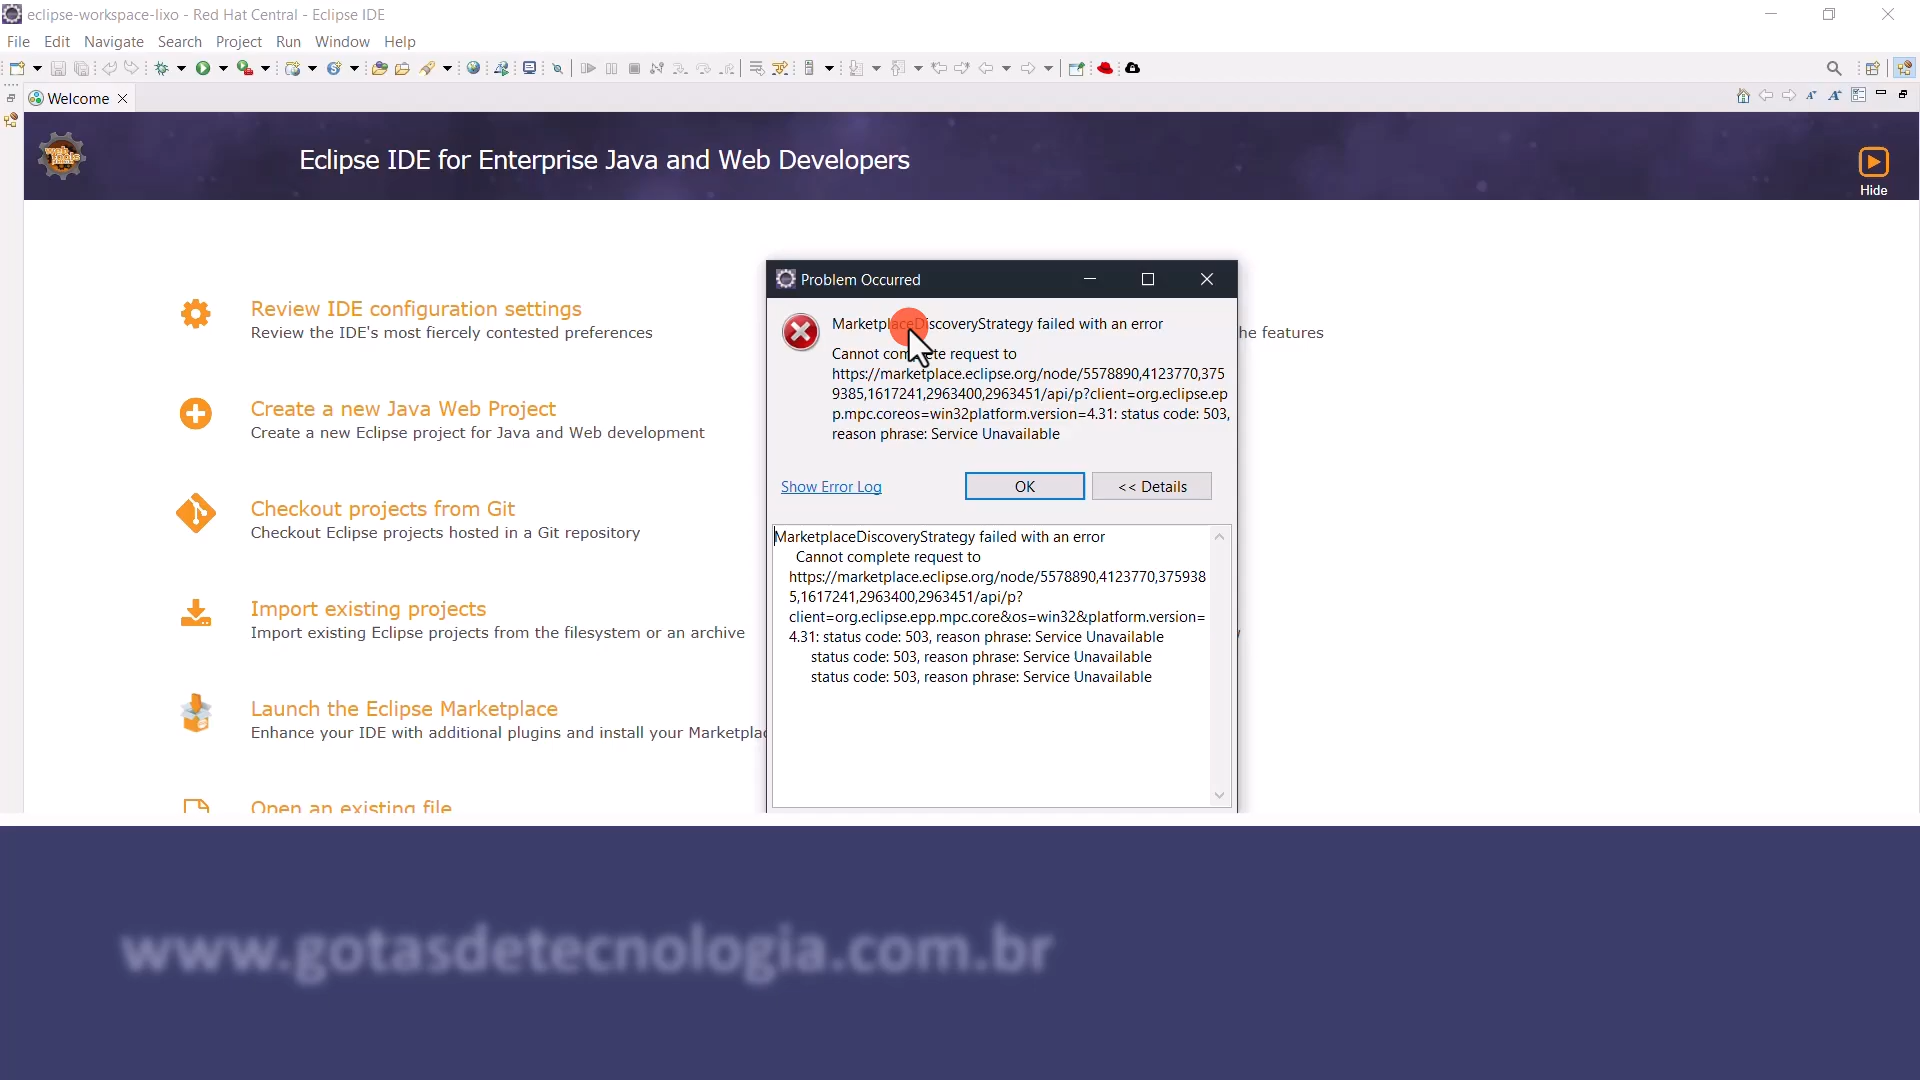 eclipse-workspace-lixo - Red Hat Central - Eclipse IDE
File Edit Navigate Search Project Run Window Help
Welcome
Eclipse IDE for Enterprise Java and Web Developers
Hide
Review IDE configuration settings
Review the IDE's most fiercely contested preferences
he features
Create a new Java Web Project
Create a new Eclipse project for Java and Web development
Checkout projects from Git
Checkout Eclipse projects hosted in a Git repository
Import existing projects
Import existing Eclipse projects from the filesystem or an archive
Launch the Eclipse Marketplace
Enhance your IDE with additional plugins and install your Marketplac
Open an existing file
Problem Occurred
MarketplaceDiscoveryStrategy failed with an error
Cannot complete request to
https://marketplace.eclipse.org/node/5578890,4123770,375
9385,1617241,2963400,2963451/api/p?client=org.eclipse.ep
p.mpc.coreos=win32platform.version=4.31: status code: 503,
reason phrase: Service Unavailable
Show Error Log
OK
<< Details
MarketplaceDiscoveryStrategy failed with an error
Cannot complete request to
https://marketplace.eclipse.org/node/5578890,4123770,375938
5,1617241,2963400,2963451/api/p?
client=org.eclipse.epp.mpc.core&os=win32&platform.version=
4.31: status code: 503, reason phrase: Service Unavailable
status code: 503, reason phrase: Service Unavailable
status code: 503, reason phrase: Service Unavailable
www.gotasdetecnologia.com.br